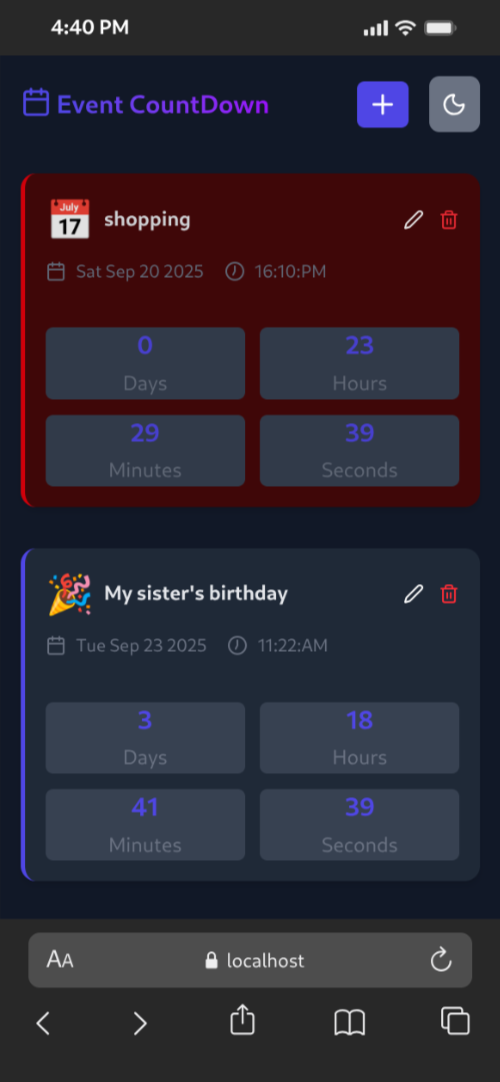 4:40 PM
Event CountDown
July
17
shopping
Sat Sep 20 2025 16:10:PM
0 23
Days Hours
29 39
Minutes Seconds
My sister's birthday
Tue Sep 23 2025 11:22:AM
3 18
Days Hours
41 39
Minutes Seconds
AA localhost